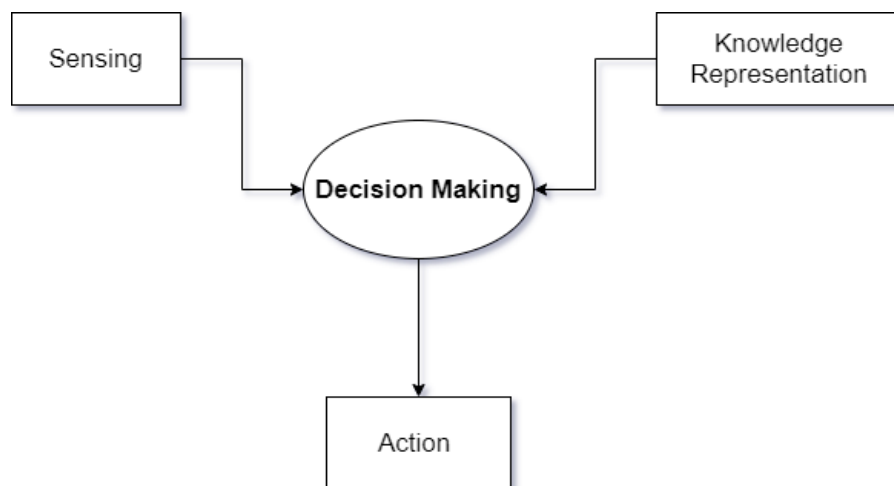 Sensing
Knowledge
Representation
Decision Making
Action